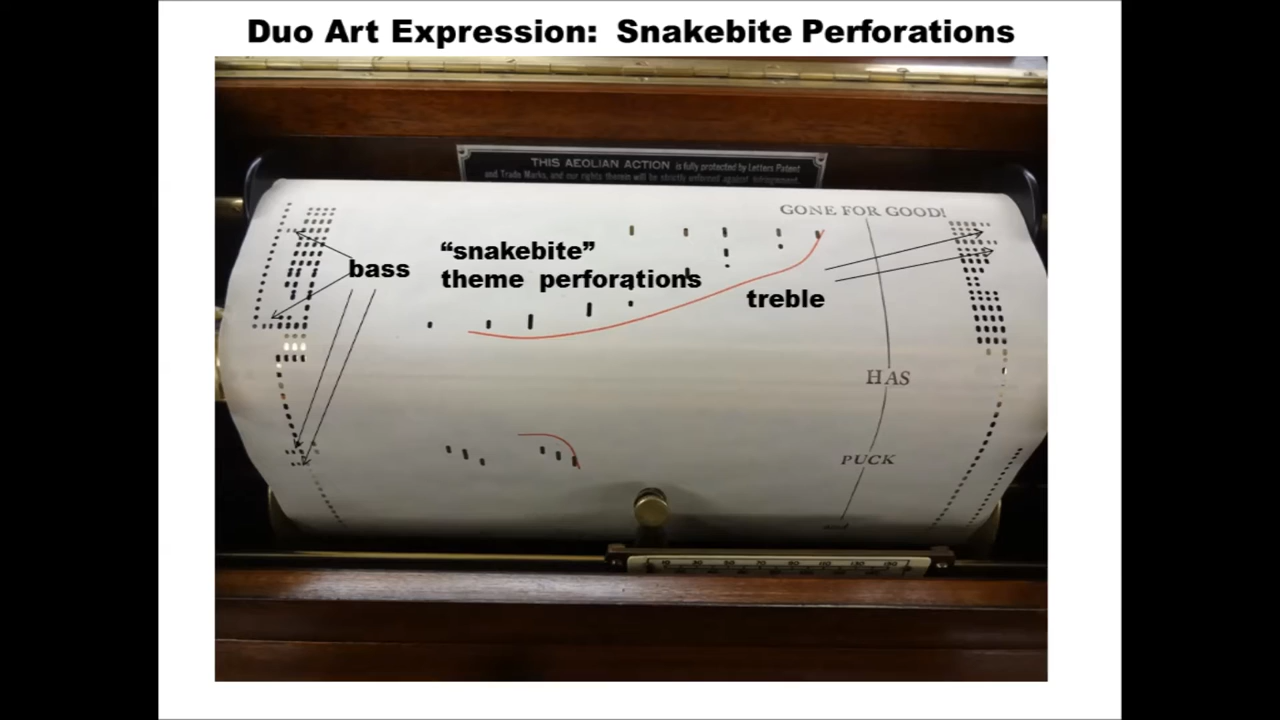 Duo Art Expression: Snakebite Perforations
THIS AEOLIAN ACTION is fully protected by Letters Patent
and Trade Marks, and our rights therein will be strictly enforced against infringement.
GONE FOR GOOD!
"snakebite"
theme perforations
bass
treble
HAS
PUCK